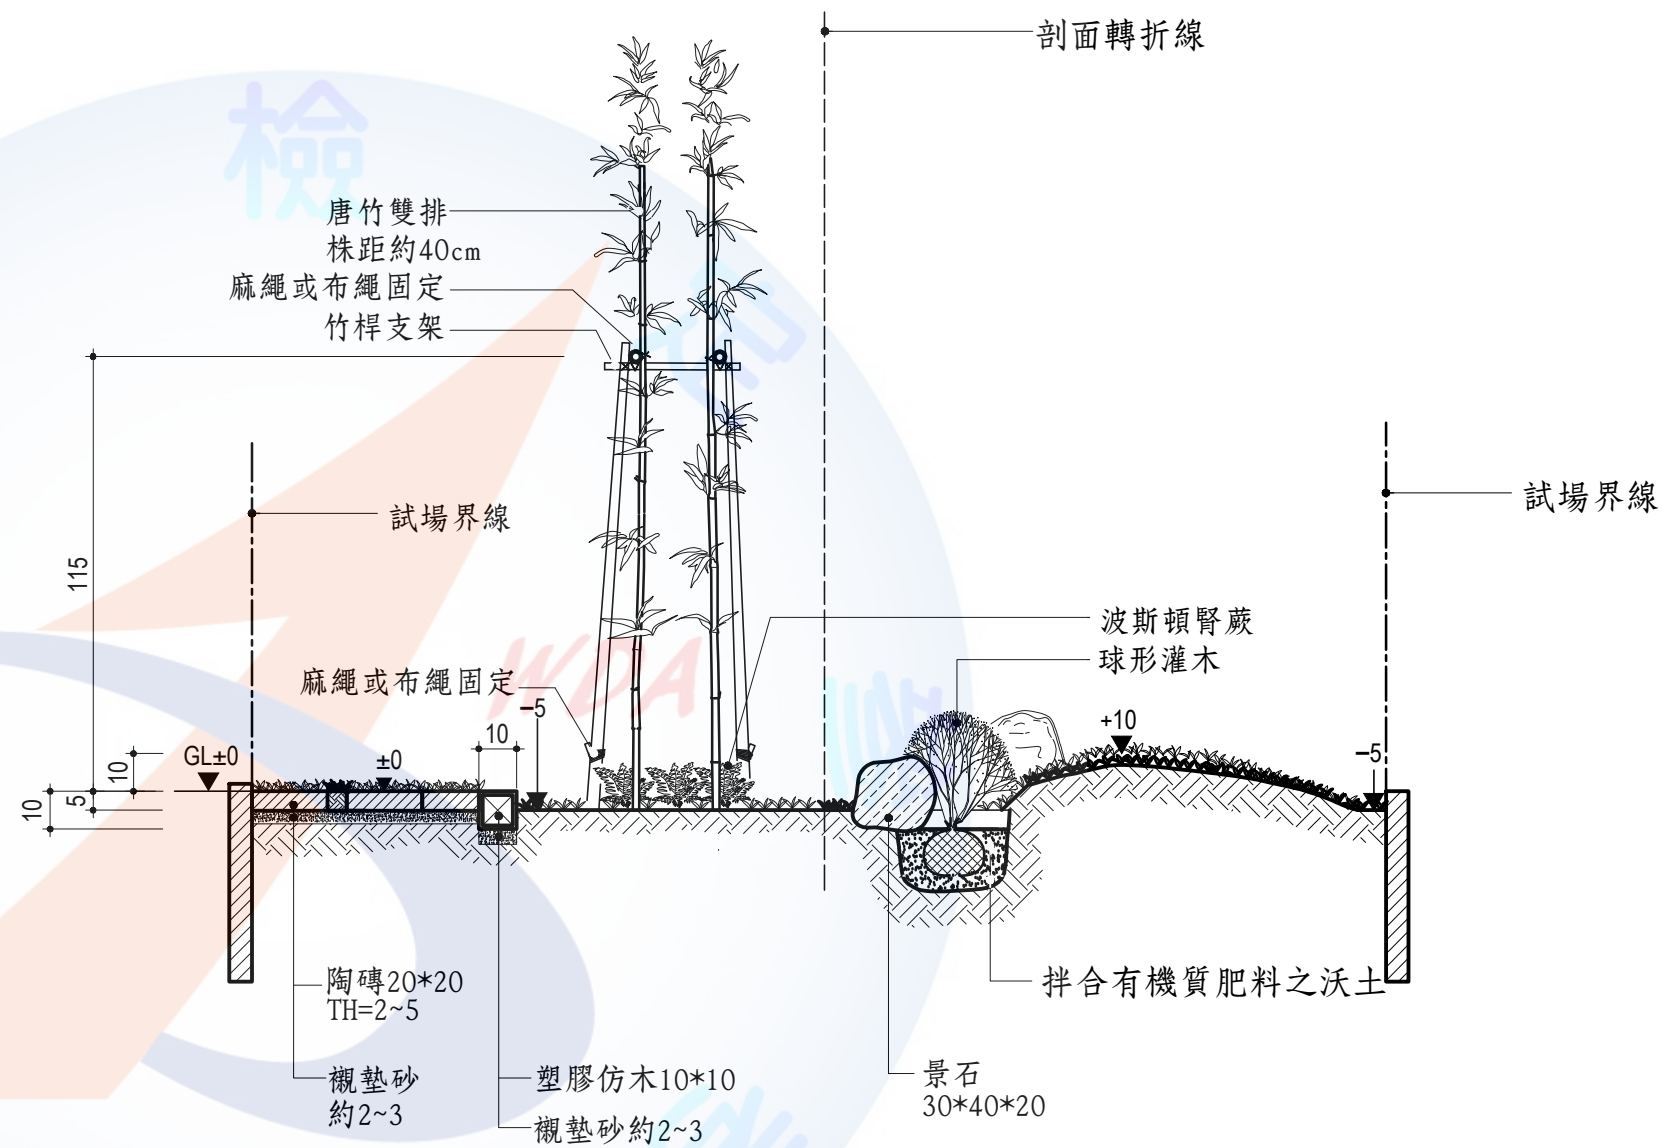 剖面轉折線
檢
唐竹雙排
株距約40cm
麻繩或布繩固定
竹桿支架
試場界線
試場界線
115
波斯頓腎蕨
球形灌木
麻繩或布繩固定
WDA
-5
10
+10
GL±0
±0
-5
10
5
10
陶磚20*20
TH=2~5
拌合有機質肥料之沃土
襯墊砂
約2~3
塑膠仿木10*10
襯墊砂約2~3
景石
30*40*20